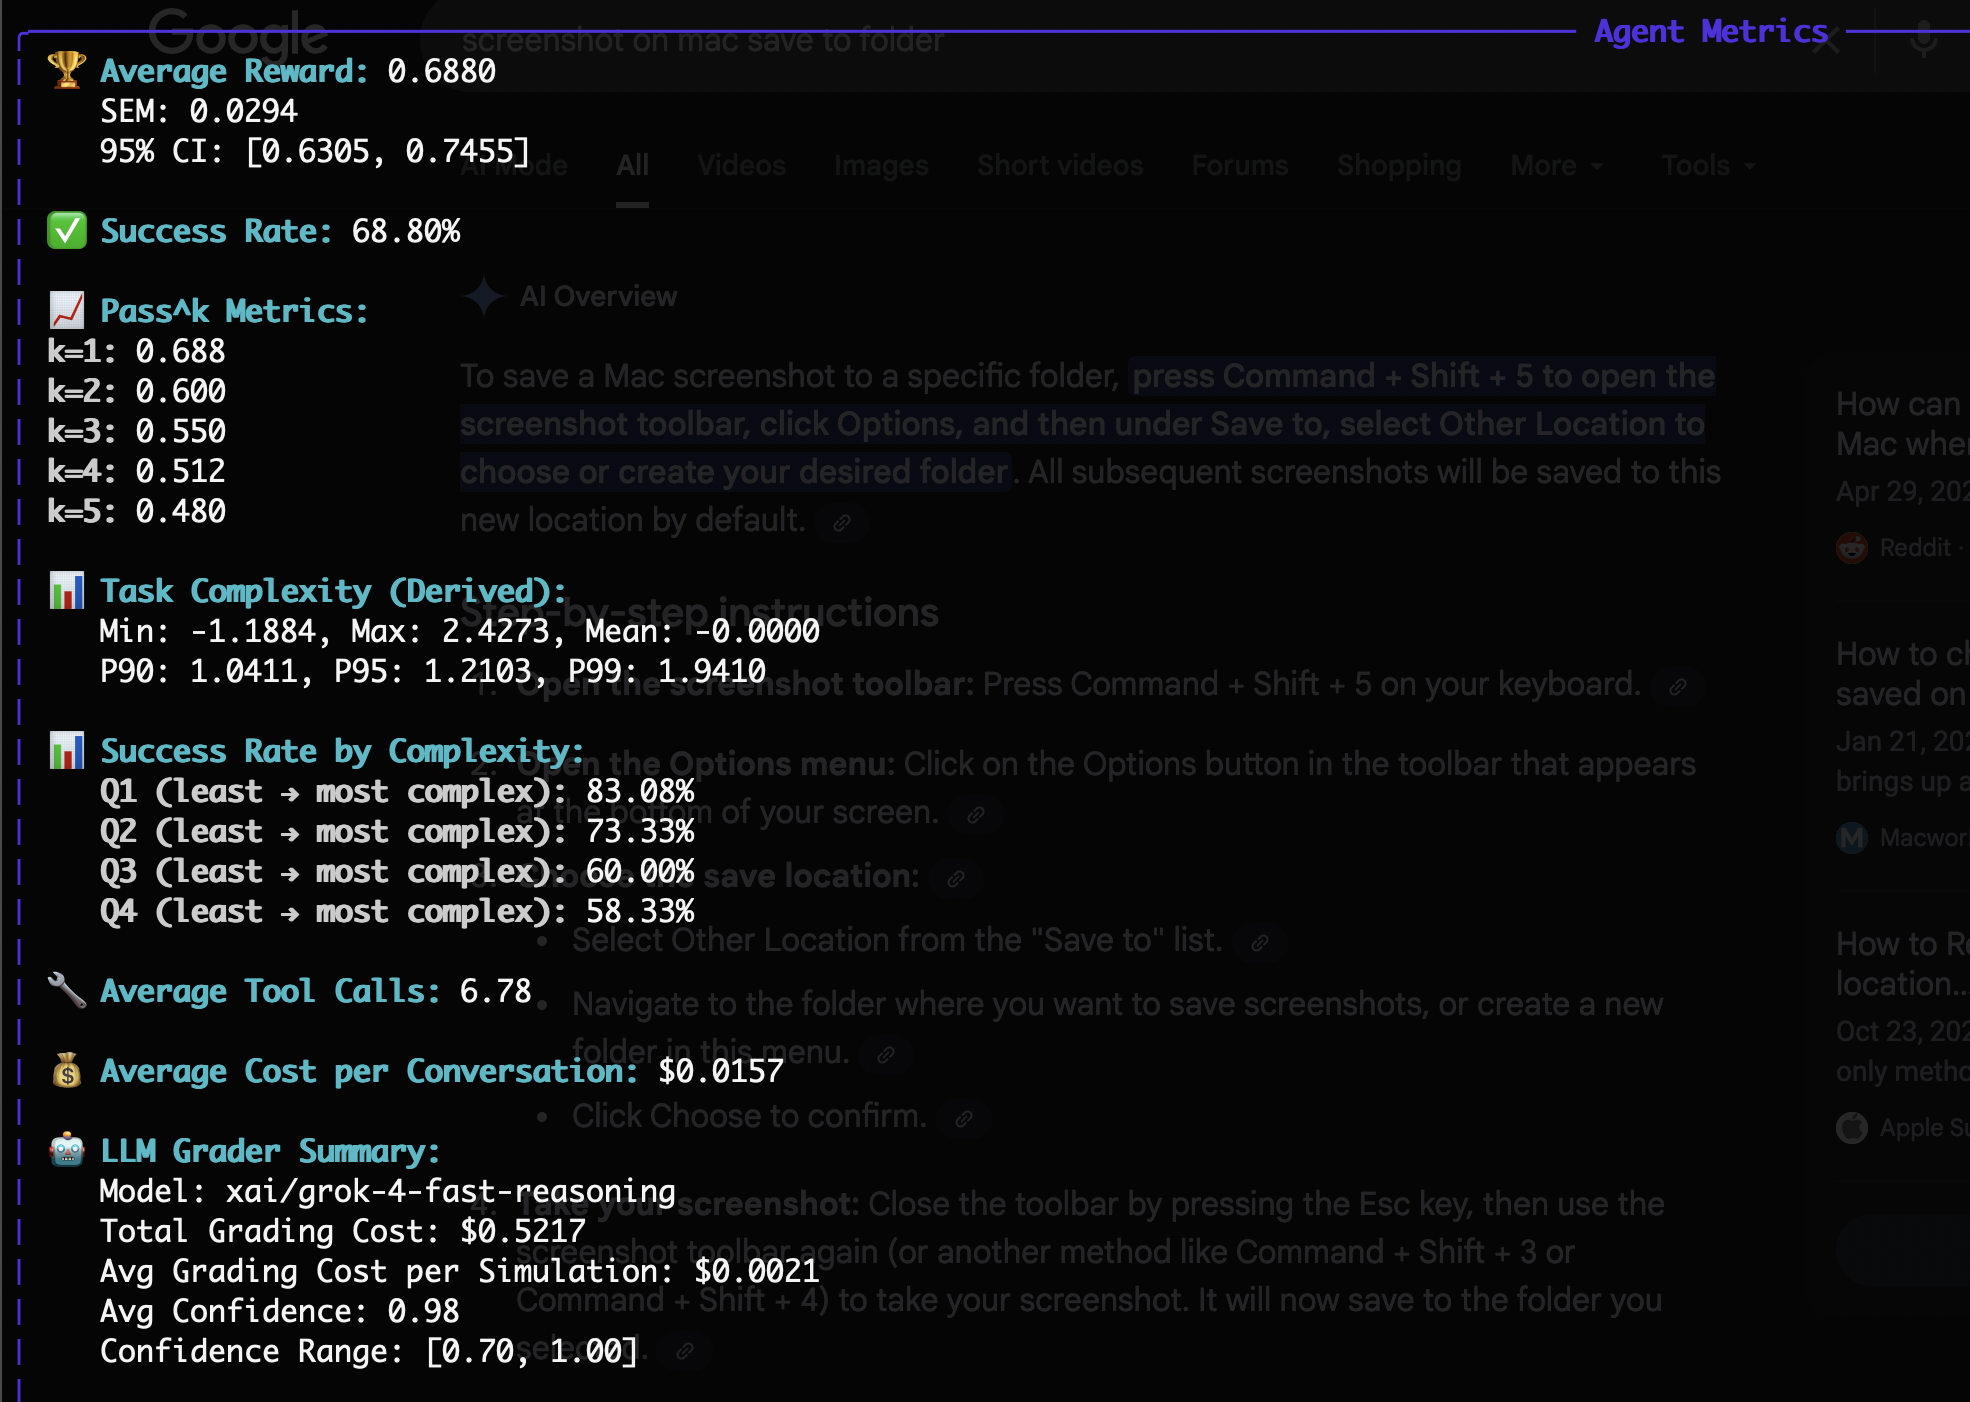 Agent Metrics
🏆 Average Reward: 0.6880
SEM: 0.0294
95% CI: [0.6305, 0.7455]
✅ Success Rate: 68.80%
📈 Pass^k Metrics:
k=1: 0.688
k=2: 0.600
k=3: 0.550
k=4: 0.512
k=5: 0.480
📊 Task Complexity (Derived):
Min: -1.1884, Max: 2.4273, Mean: -0.0000
P90: 1.0411, P95: 1.2103, P99: 1.9410
📊 Success Rate by Complexity:
Q1 (least → most complex): 83.08%
Q2 (least → most complex): 73.33%
Q3 (least → most complex): 60.00%
Q4 (least → most complex): 58.33%
🔧 Average Tool Calls: 6.78
💰 Average Cost per Conversation: $0.0157
🤖 LLM Grader Summary:
Model: xai/grok-4-fast-reasoning
Total Grading Cost: $0.5217
Avg Grading Cost per Simulation: $0.0021
Avg Confidence: 0.98
Confidence Range: [0.70, 1.00]
Google
screenshot on mac save to folder
AI Mode All Videos Images Short videos Forums Shopping More Tools
AI Overview
To save a Mac screenshot to a specific folder, press Command + Shift + 5 to open the
screenshot toolbar, click Options, and then under Save to, select Other Location to
choose or create your desired folder. All subsequent screenshots will be saved to this
new location by default.
Step-by-step instructions
1. Open the screenshot toolbar: Press Command + Shift + 5 on your keyboard.
2. Open the Options menu: Click on the Options button in the toolbar that appears
at the bottom of your screen.
3. Choose the save location:
• Select Other Location from the "Save to" list.
• Navigate to the folder where you want to save screenshots, or create a new
folder in this menu.
• Click Choose to confirm.
4. Take your screenshot: Close the toolbar by pressing the Esc key, then use the
screenshot toolbar again (or another method like Command + Shift + 3 or
Command + Shift + 4) to take your screenshot. It will now save to the folder you
selected.
How can
Mac
Apr 29,
Reddit ·
How to
saved on
Jan 21,
brings up
How to
location...
Oct 23,
only
Apple